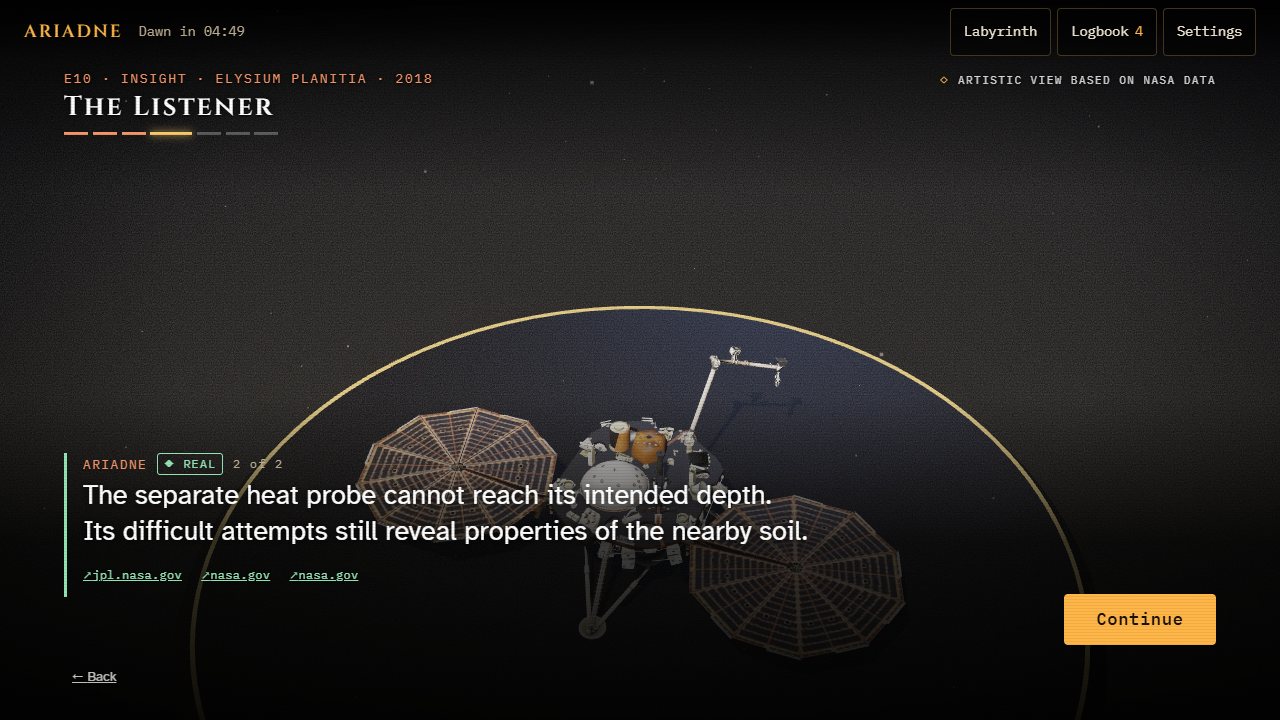 ARIADNE Dawn in 04:49 Labyrinth Logbook 4 Settings
E10 · INSIGHT · ELYSIUM PLANITIA · 2018
THE LISTENER
◇ ARTISTIC VIEW BASED ON NASA DATA
ARIADNE ◆ REAL 2 of 2
The separate heat probe cannot reach its intended depth.
Its difficult attempts still reveal properties of the nearby soil.
↗jpl.nasa.gov ↗nasa.gov ↗nasa.gov
Continue
← Back